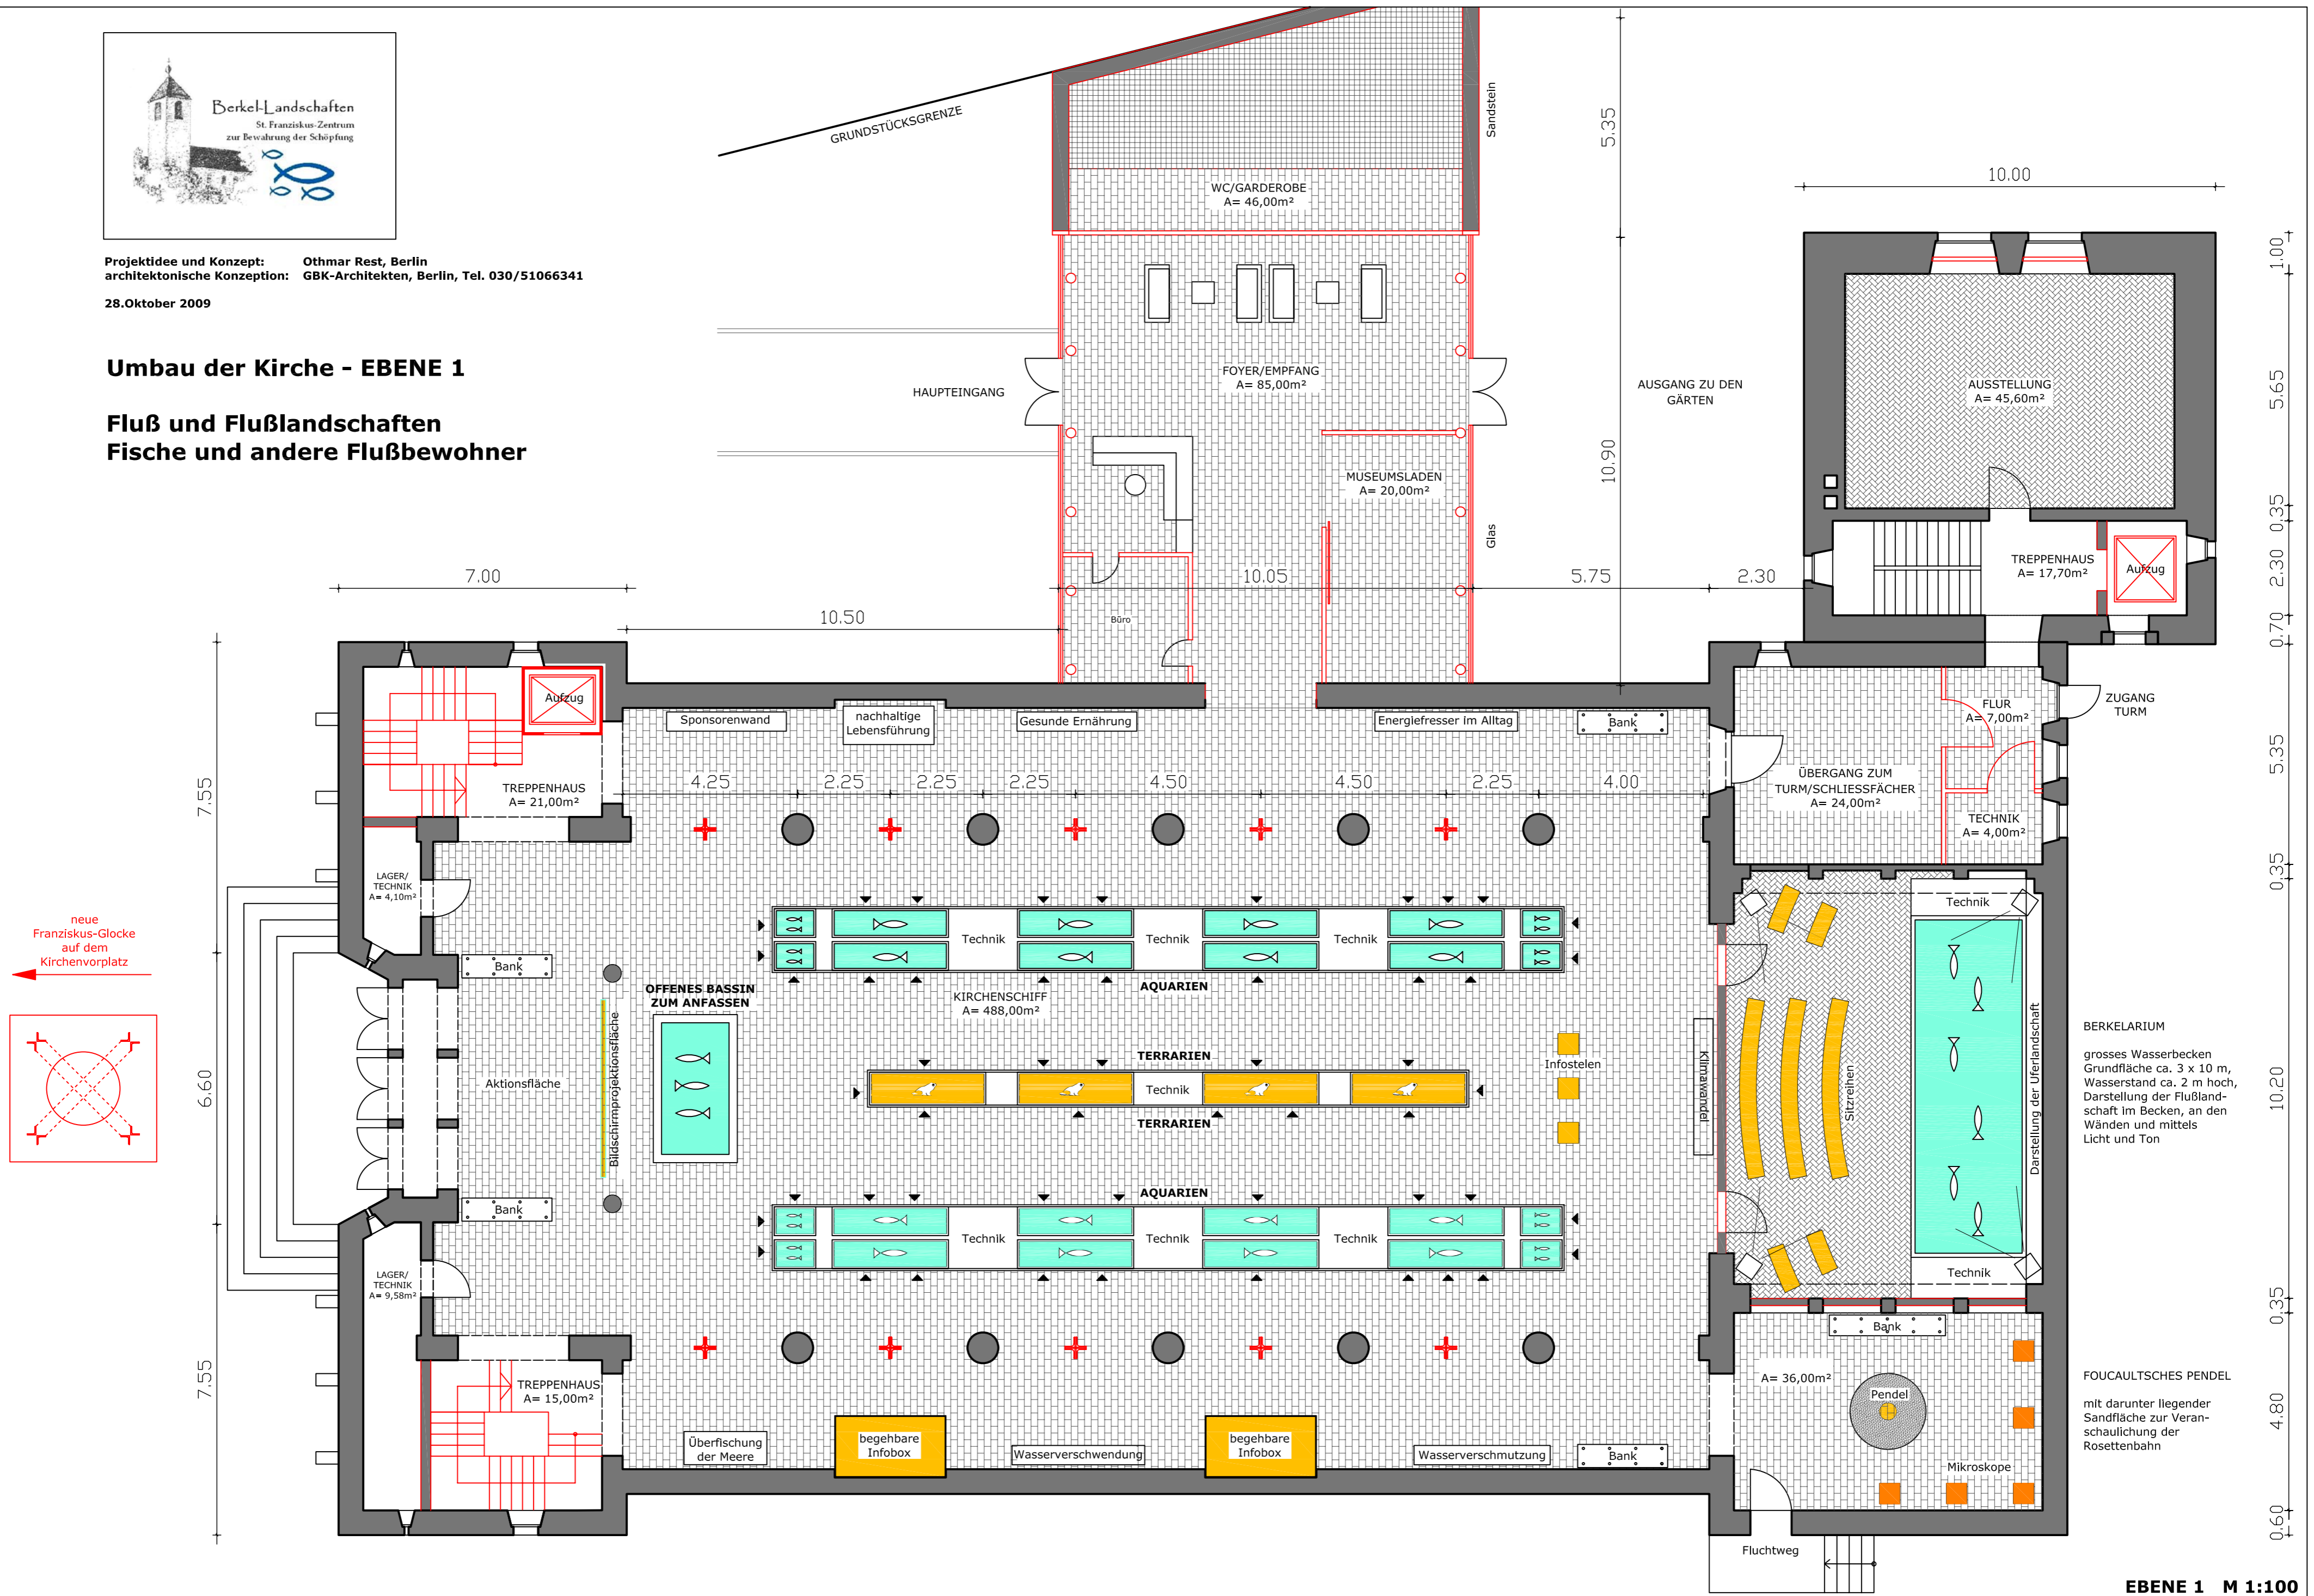 Berkel-Landschaften
St. Franziskus-Zentrum
zur Bewahrung der Schöpfung
Projektidee und Konzept: Othmar Rest, Berlin
architektonische Konzeption: GBK-Architekten, Berlin, Tel. 030/51066341
28.Oktober 2009
Umbau der Kirche - EBENE 1
Fluß und Flußlandschaften
Fische und andere Flußbewohner
GRUNDSTÜCKSGRENZE
Sandstein
5.35
WC/GARDEROBE
A= 46,00m²
10.00
FOYER/EMPFANG
A= 85,00m²
HAUPTEINGANG
AUSGANG ZU DEN
GÄRTEN
10.90
MUSEUMSLADEN
A= 20,00m²
Glas
Büro
AUSSTELLUNG
A= 45,60m²
TREPPENHAUS
A= 17,70m²
Aufzug
1.00
5.65
0.35
2.30
0.70
5.35
0.35
10.20
0.35
4.80
0.60
7.00
10.50
10.05
5.75
2.30
7.55
6.60
7.55
Aufzug
TREPPENHAUS
A= 21,00m²
Sponsorenwand
nachhaltige
Lebensführung
Gesunde Ernährung
Energiefresser im Alltag
Bank
4.25
2.25
2.25
2.25
4.50
4.50
2.25
4.00
FLUR
A= 7,00m²
ZUGANG
TURM
ÜBERGANG ZUM
TURM/SCHLIESSFÄCHER
A= 24,00m²
TECHNIK
A= 4,00m²
LAGER/
TECHNIK
A= 4,10m²
neue
Franziskus-Glocke
auf dem
Kirchenvorplatz
Bank
Technik
Technik
Technik
AQUARIEN
OFFENES BASSIN
ZUM ANFASSEN
KIRCHENSCHIFF
A= 488,00m²
Bildschirmprojektionsfläche
Aktionsfläche
TERRARIEN
Technik
TERRARIEN
Infostelen
Klimawandel
Sitzreihen
Technik
Darstellung der Uferlandschaft
Technik
BERKELARIUM
grosses Wasserbecken
Grundfläche ca. 3 x 10 m,
Wasserstand ca. 2 m hoch,
Darstellung der Flußland-
schaft im Becken, an den
Wänden und mittels
Licht und Ton
Bank
AQUARIEN
Technik
Technik
Technik
LAGER/
TECHNIK
A= 9,58m²
TREPPENHAUS
A= 15,00m²
Überfischung
der Meere
begehbare
Infobox
Wasserverschwendung
begehbare
Infobox
Wasserverschmutzung
Bank
Bank
A= 36,00m²
Pendel
Mikroskope
FOUCAULTSCHES PENDEL
mit darunter liegender
Sandfläche zur Veran-
schaulichung der
Rosettenbahn
Fluchtweg
EBENE 1 M 1:100